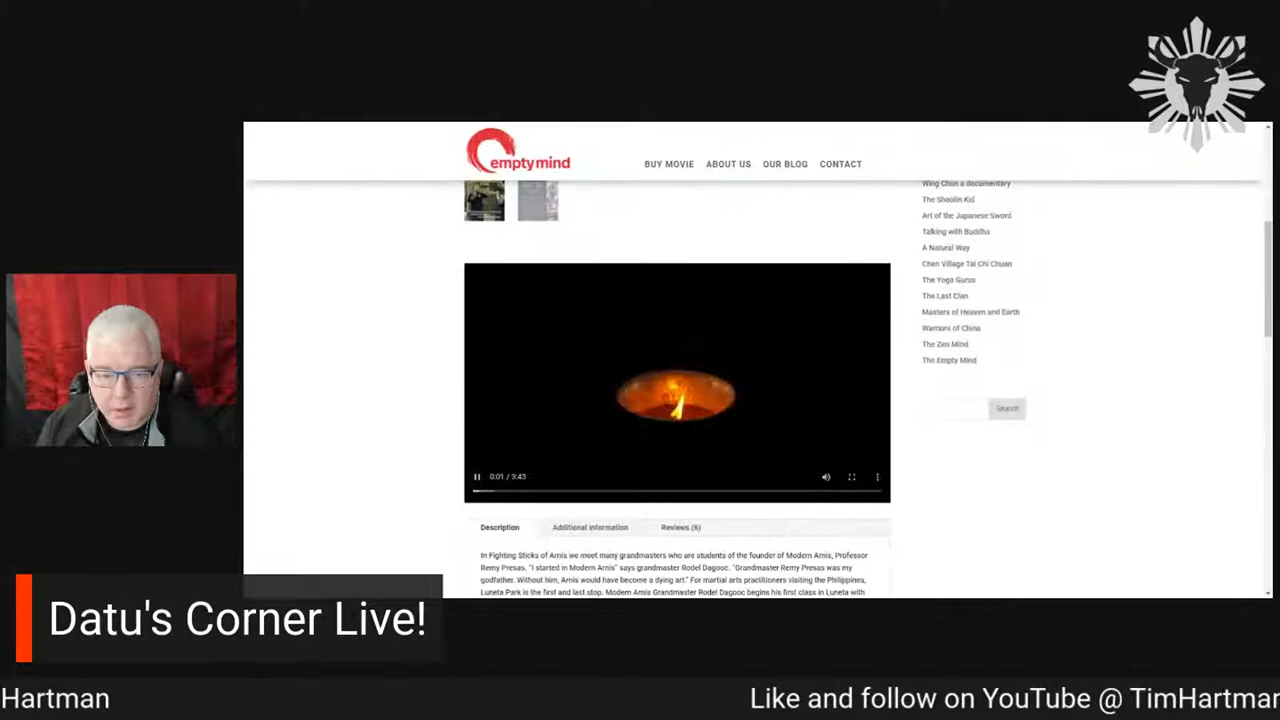 emptymind
BUY MOVIE ABOUT US OUR BLOG CONTACT
Wing Chun a documentary
The Shaolin Kid
Art of the Japanese Sword
Talking with Buddha
A Natural Way
Chen Village Tai Chi Chuan
The Yoga Gurus
The Last Clan
Masters of Heaven and Earth
Warriors of China
The Zen Mind
The Empty Mind
Search
0:01 / 3:43
Description Additional information Reviews (6)
In Fighting Sticks of Arnis we meet many grandmasters who are students of the founder of Modern Arnis, Professor
Remy Presas. "I started in Modern Arnis" says grandmaster Rodel Dagooc. "Grandmaster Remy Presas was my
godfather. Without him, Arnis would have become a dying art." For martial arts practitioners visiting the Philippines,
Luneta Park is the first and last stop. Modern Arnis Grandmaster Rodel Dagooc begins his first class in Luneta with
Datu's Corner Live!
Hartman Like and follow on YouTube @ TimHartman